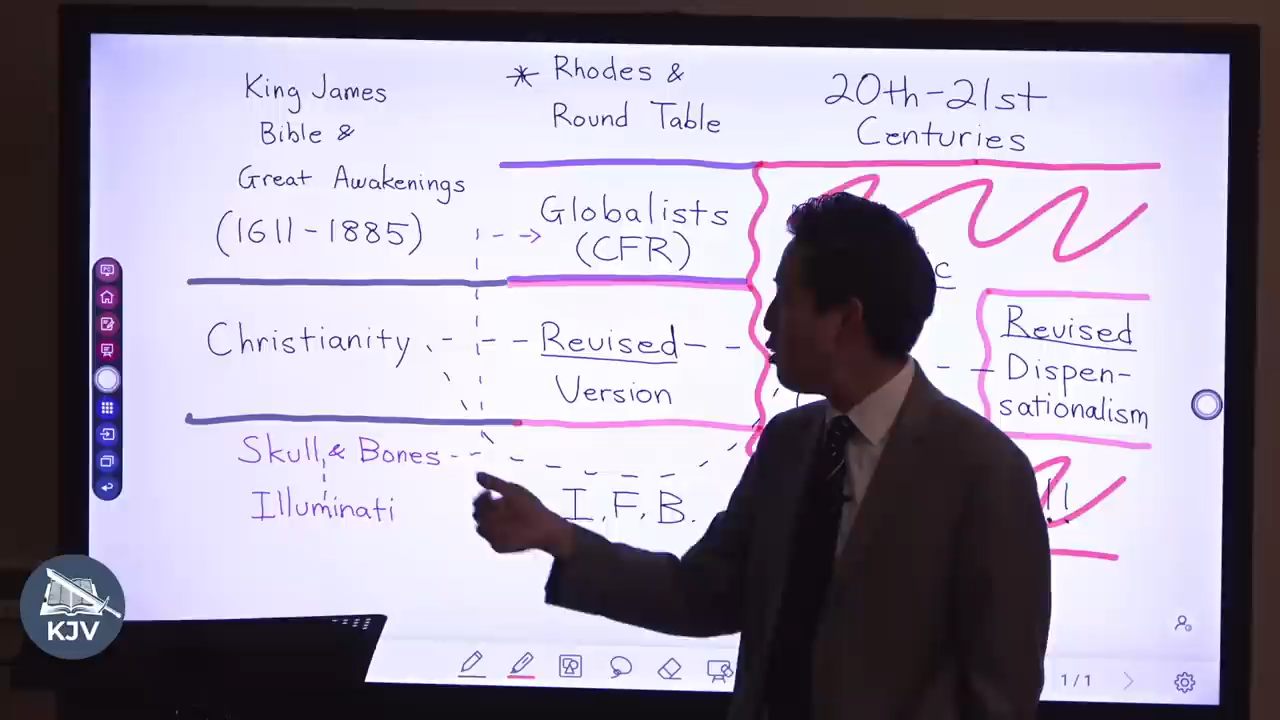 King James
Bible &
Great Awakenings
(1611-1885)
Christianity
Skull & Bones
Illuminati
* Rhodes &
Round Table
Globalists
(CFR)
Revised
Version
I.F.B.
20th-21st
Centuries
c
Revised
Dispen-
sationalism
!!
KJV
1/1